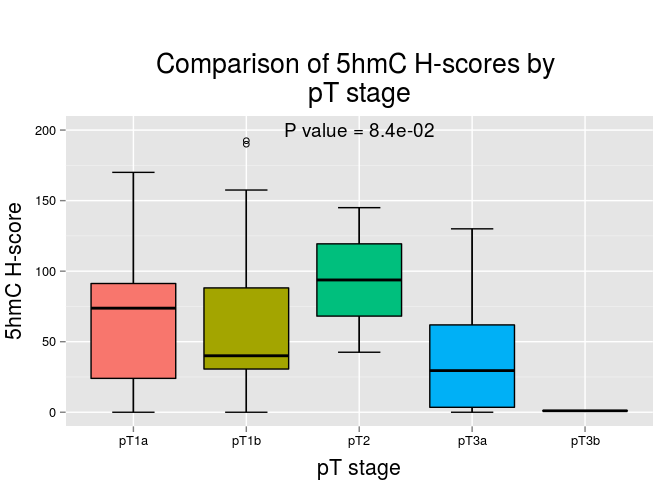 Comparison of 5hmC H-scores by
pT stage
P value = 8.4e-02
5hmC H-score
200
150
100
50
0
pT1a
pT1b
pT2
pT3a
pT3b
pT stage